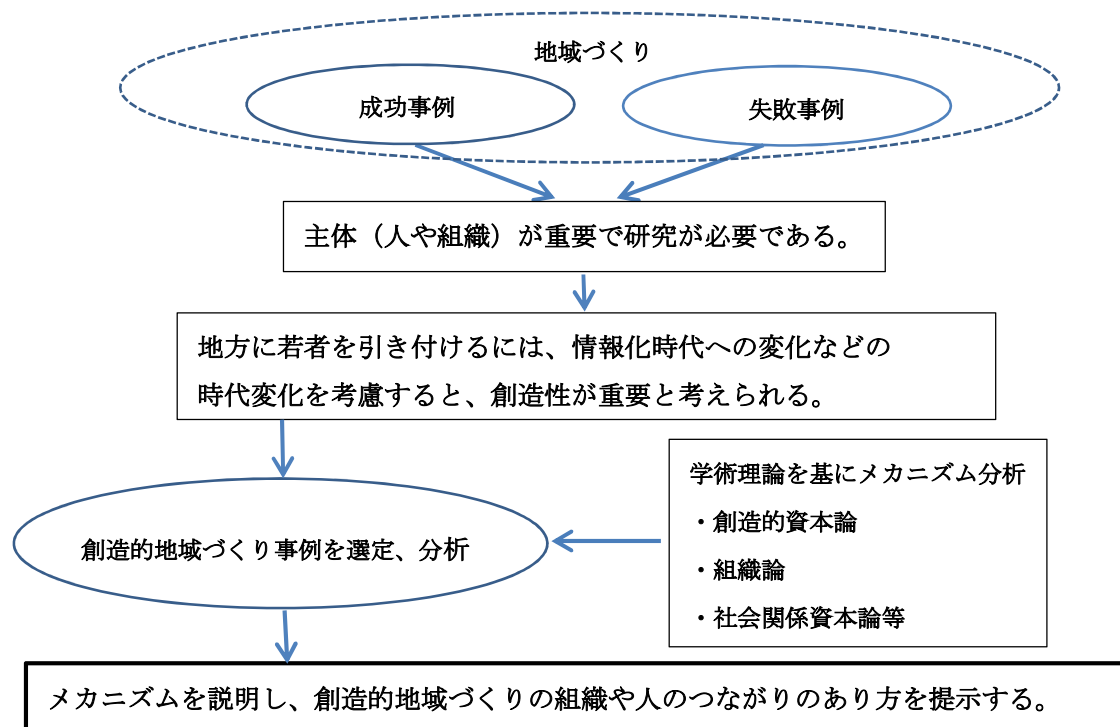 地域づくり
成功事例
失敗事例
主体（人や組織）が重要で研究が必要である。
地方に若者を引き付けるには、情報化時代への変化などの
時代変化を考慮すると、創造性が重要と考えられる。
学術理論を基にメカニズム分析
・創造的資本論
・組織論
・社会関係資本論等
創造的地域づくり事例を選定、分析
メカニズムを説明し、創造的地域づくりの組織や人のつながりのあり方を提示する。